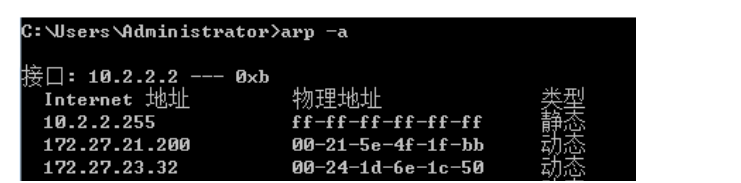 C:\Users\Administrator>arp -a
接口: 10.2.2.2 --- 0xb
Internet 地址 物理地址 类型
10.2.2.255 ff-ff-ff-ff-ff-ff 静态
172.27.21.200 00-21-5e-4f-1f-bb 动态
172.27.23.32 00-24-1d-6e-1c-50 动态